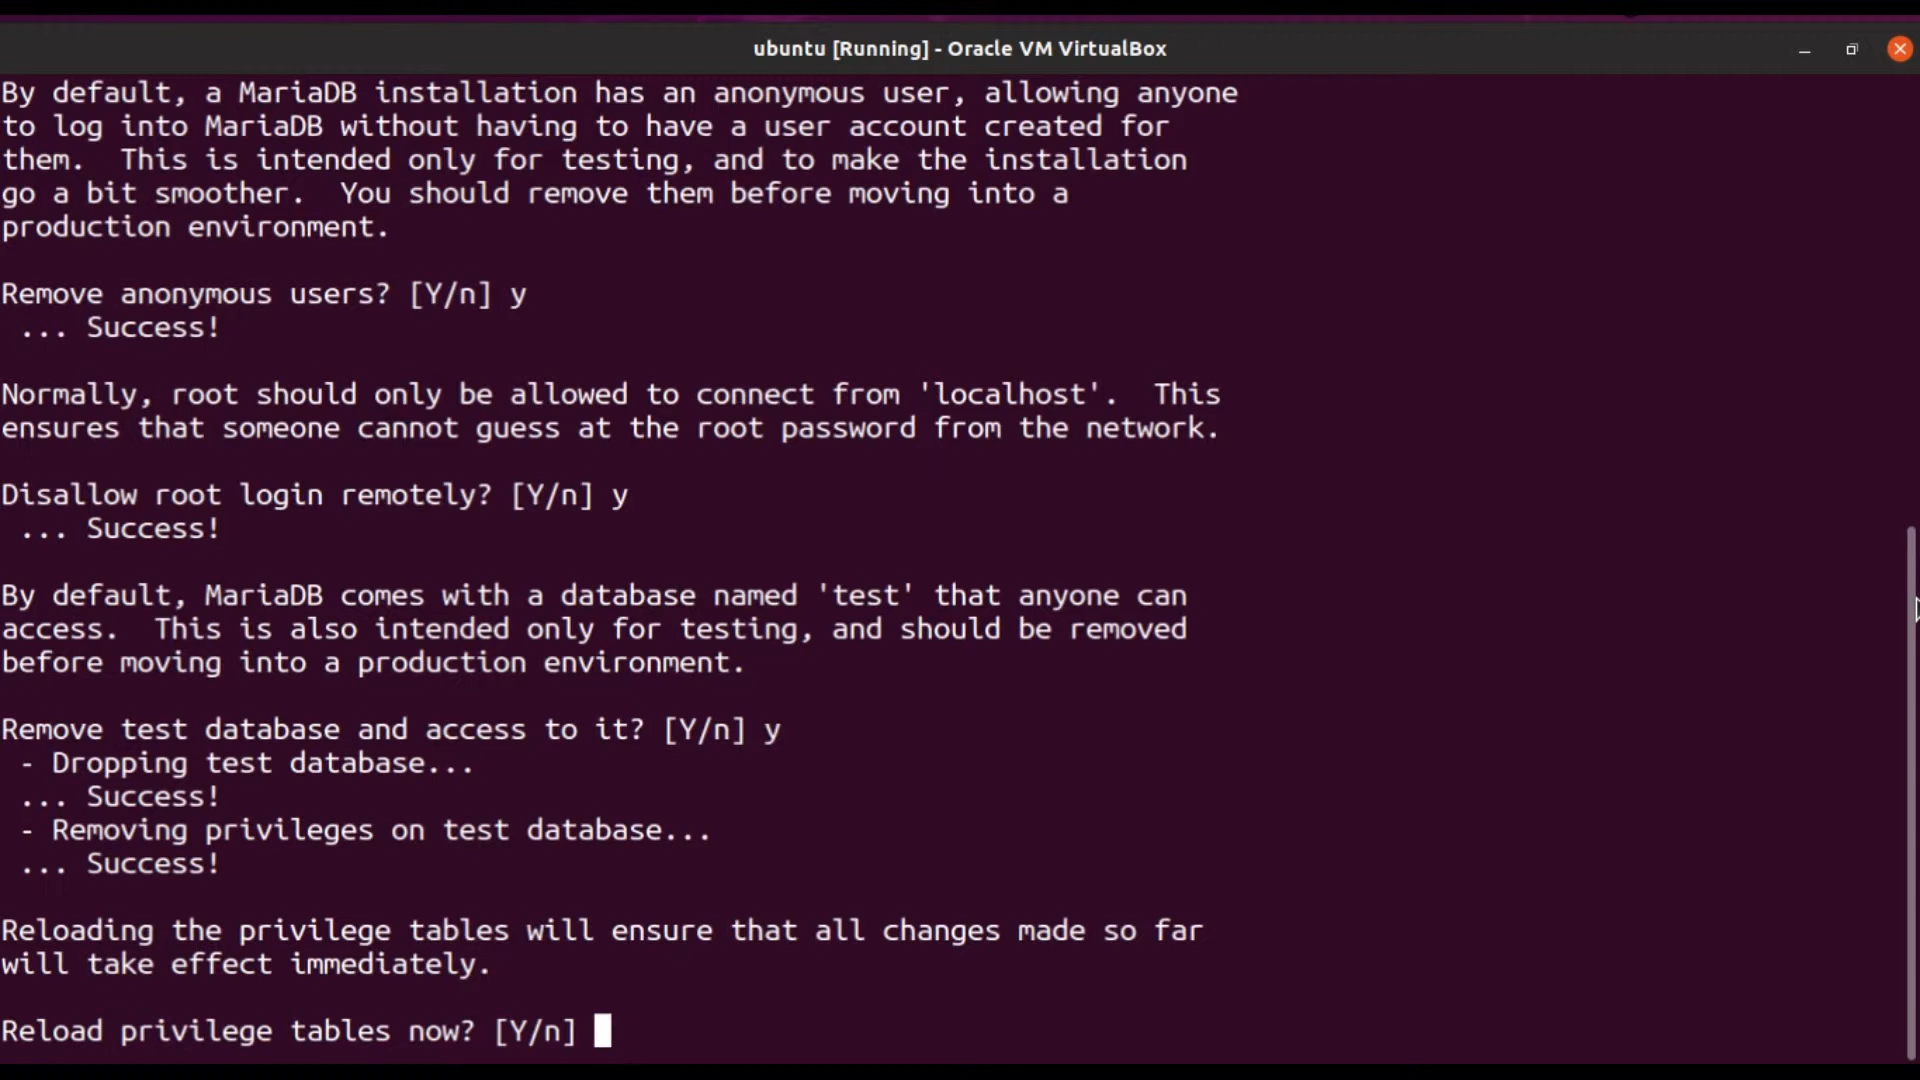 ubuntu [Running] - Oracle VM VirtualBox
By default, a MariaDB installation has an anonymous user, allowing anyone
to log into MariaDB without having to have a user account created for
them.  This is intended only for testing, and to make the installation
go a bit smoother.  You should remove them before moving into a
production environment.
Remove anonymous users? [Y/n] y
 ... Success!
Normally, root should only be allowed to connect from 'localhost'.  This
ensures that someone cannot guess at the root password from the network.
Disallow root login remotely? [Y/n] y
 ... Success!
By default, MariaDB comes with a database named 'test' that anyone can
access.  This is also intended only for testing, and should be removed
before moving into a production environment.
Remove test database and access to it? [Y/n] y
 - Dropping test database...
 ... Success!
 - Removing privileges on test database...
 ... Success!
Reloading the privilege tables will ensure that all changes made so far
will take effect immediately.
Reload privilege tables now? [Y/n]